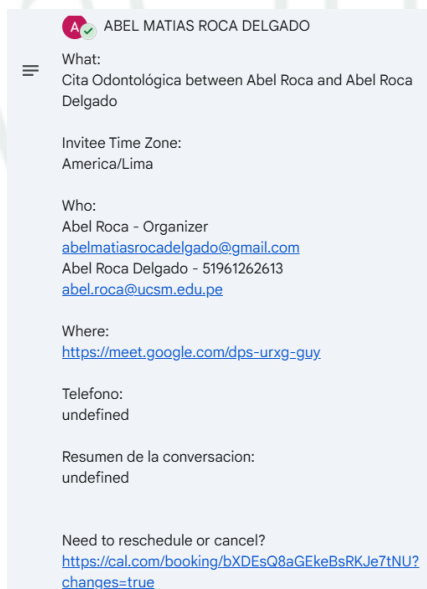 A ABEL MATIAS ROCA DELGADO
What:
Cita Odontológica between Abel Roca and Abel Roca
Delgado
Invitee Time Zone:
America/Lima
Who:
Abel Roca - Organizer
abelmatiasrocadelgado@gmail.com
Abel Roca Delgado - 51961262613
abel.roca@ucsm.edu.pe
Where:
https://meet.google.com/dps-urxg-guy
Telefono:
undefined
Resumen de la conversacion:
undefined
Need to reschedule or cancel?
https://cal.com/booking/bXDEsQ8aGEkeBsRKJe7tNU?
changes=true